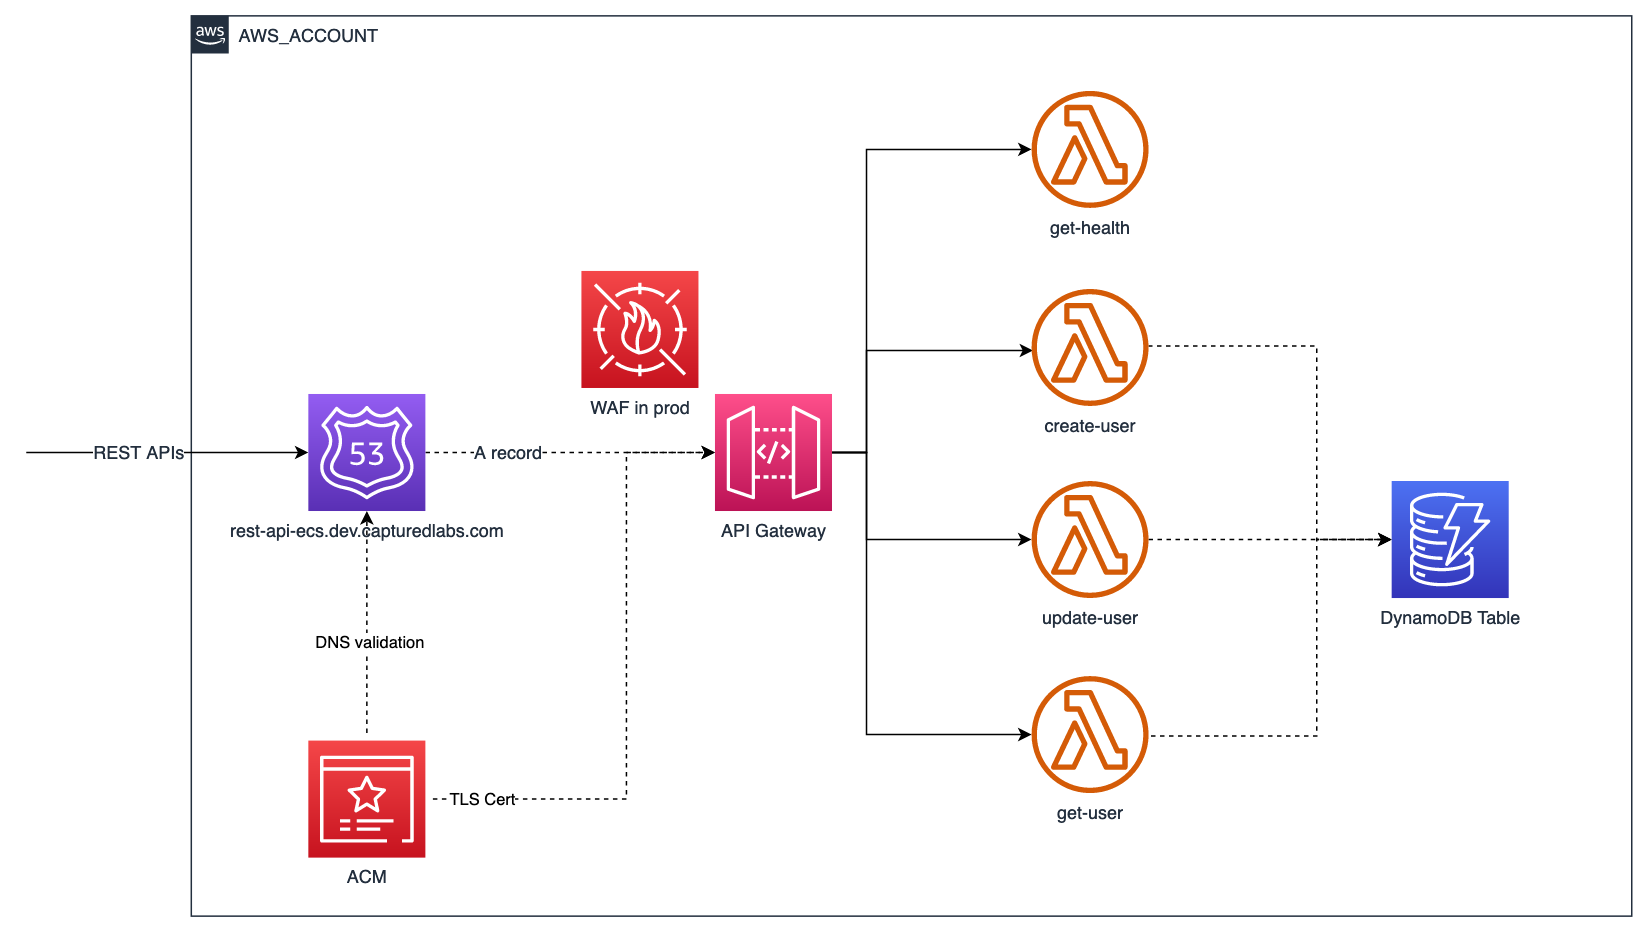 aws
AWS_ACCOUNT
get-health
WAF in prod
create-user
REST APIs
53
A record
</>
rest-api-ecs.dev.capturedlabs.com
API Gateway
update-user
DynamoDB Table
DNS validation
TLS Cert
get-user
ACM